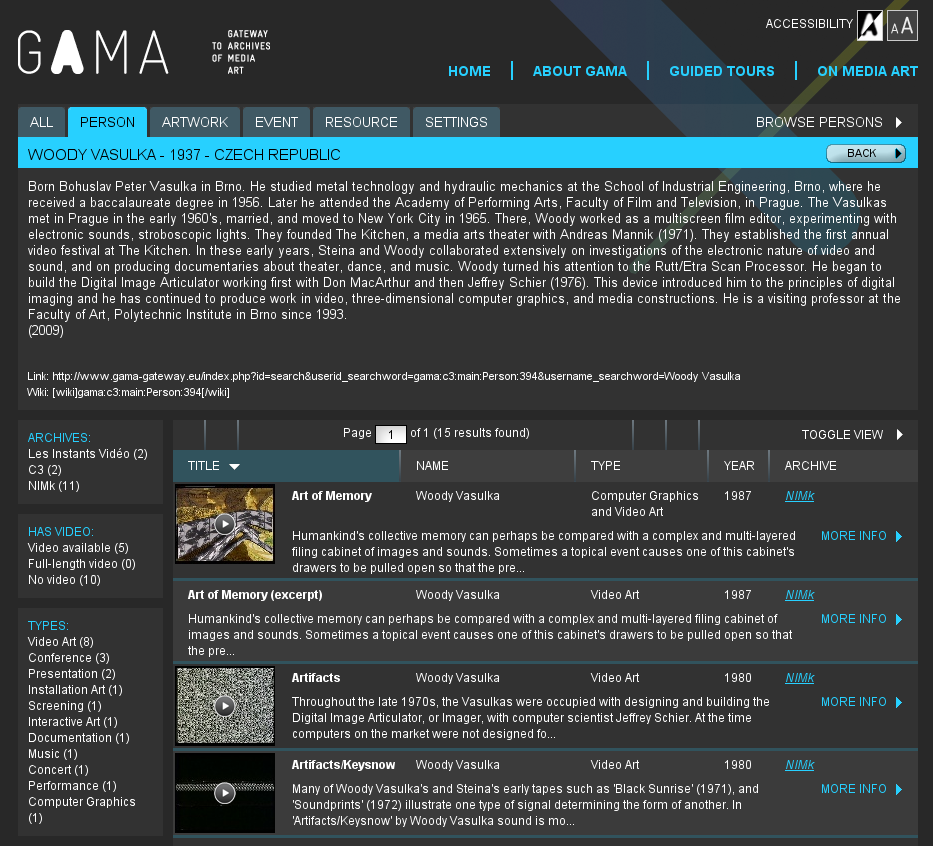 GAMA
GATEWAY
TO ARCHIVES
OF MEDIA
ART
ACCESSIBILITY A A A
HOME ABOUT GAMA GUIDED TOURS ON MEDIA ART
ALL PERSON ARTWORK EVENT RESOURCE SETTINGS BROWSE PERSONS
WOODY VASULKA - 1937 - CZECH REPUBLIC BACK
Born Bohuslav Peter Vasulka in Brno. He studied metal technology and hydraulic mechanics at the School of Industrial Engineering, Brno, where he
received a baccalaureate degree in 1956. Later he attended the Academy of Performing Arts, Faculty of Film and Television, in Prague. The Vasulkas
met in Prague in the early 1960's, married, and moved to New York City in 1965. There, Woody worked as a multiscreen film editor, experimenting with
electronic sounds, stroboscopic lights. They founded The Kitchen, a media arts theater with Andreas Mannik (1971). They established the first annual
video festival at The Kitchen. In these early years, Steina and Woody collaborated extensively on investigations of the electronic nature of video and
sound, and on producing documentaries about theater, dance, and music. Woody turned his attention to the Rutt/Etra Scan Processor. He began to
build the Digital Image Articulator working first with Don MacArthur and then Jeffrey Schier (1976). This device introduced him to the principles of digital
imaging and he has continued to produce work in video, three-dimensional computer graphics, and media constructions. He is a visiting professor at the
Faculty of Art, Polytechnic Institute in Brno since 1993.
(2009)
Link: http://www.gama-gateway.eu/index.php?id=search&userid_searchword=gama:c3:main:Person:394&username_searchword=Woody Vasulka
Wiki: [wiki]gama:c3:main:Person:394[/wiki]
ARCHIVES:
Les Instants Vidéo (2)
C3 (2)
NIMk (11)
HAS VIDEO:
Video available (5)
Full-length video (0)
No video (10)
TYPES:
Video Art (8)
Conference (3)
Presentation (2)
Installation Art (1)
Screening (1)
Interactive Art (1)
Documentation (1)
Music (1)
Concert (1)
Performance (1)
Computer Graphics
(1)
Page 1 of 1 (15 results found) TOGGLE VIEW
TITLE NAME TYPE YEAR ARCHIVE
Art of Memory Woody Vasulka Computer Graphics 1987 NIMk
and Video Art
Humankind's collective memory can perhaps be compared with a complex and multi-layered MORE INFO
filing cabinet of images and sounds. Sometimes a topical event causes one of this cabinet's
drawers to be pulled open so that the pre...
Art of Memory (excerpt) Woody Vasulka Video Art 1987 NIMk
Humankind's collective memory can perhaps be compared with a complex and multi-layered filing cabinet of MORE INFO
images and sounds. Sometimes a topical event causes one of this cabinet's drawers to be pulled open so that
the pre...
Artifacts Woody Vasulka Video Art 1980 NIMk
Throughout the late 1970s, the Vasulkas were occupied with designing and building the MORE INFO
Digital Image Articulator, or Imager, with computer scientist Jeffrey Schier. At the time
computers on the market were not designed fo...
Artifacts/Keysnow Woody Vasulka Video Art 1980 NIMk
Many of Woody Vasulka's and Steina's early tapes such as 'Black Sunrise' (1971), and MORE INFO
'Soundprints' (1972) illustrate one type of signal determining the form of another. In
'Artifacts/Keysnow' by Woody Vasulka sound is mo...